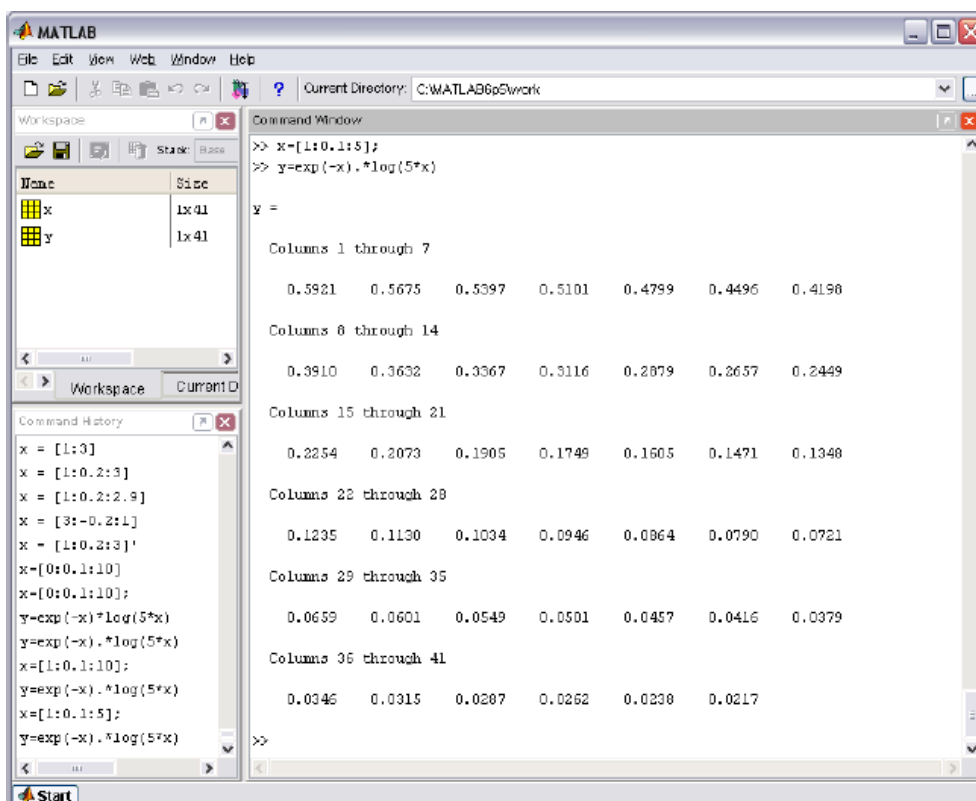 MATLAB
File Edit View Web Window Help
? Current Directory: C:\MATLAB6p5\work
Workspace
Stack: Base
Name Size
x 1x41
y 1x41
Workspace Current D
Command History
x = [1:3]
x = [1:0.2:3]
x = [1:0.2:2.9]
x = [3:-0.2:1]
x = [1:0.2:3]'
x=[0:0.1:10]
x=[0:0.1:10];
y=exp(-x)*log(5*x)
y=exp(-x).*log(5*x)
x=[1:0.1:10];
y=exp(-x).*log(5*x)
x=[1:0.1:5];
y=exp(-x).*log(5*x)
Command Window
>> x=[1:0.1:5];
>> y=exp(-x).*log(5*x)
y =
Columns 1 through 7
0.5921 0.5675 0.5397 0.5101 0.4799 0.4496 0.4198
Columns 8 through 14
0.3910 0.3632 0.3367 0.3116 0.2879 0.2657 0.2449
Columns 15 through 21
0.2254 0.2073 0.1905 0.1749 0.1605 0.1471 0.1348
Columns 22 through 28
0.1235 0.1130 0.1034 0.0946 0.0864 0.0790 0.0721
Columns 29 through 35
0.0659 0.0601 0.0549 0.0501 0.0457 0.0416 0.0379
Columns 36 through 41
0.0346 0.0315 0.0287 0.0262 0.0238 0.0217
>>
Start